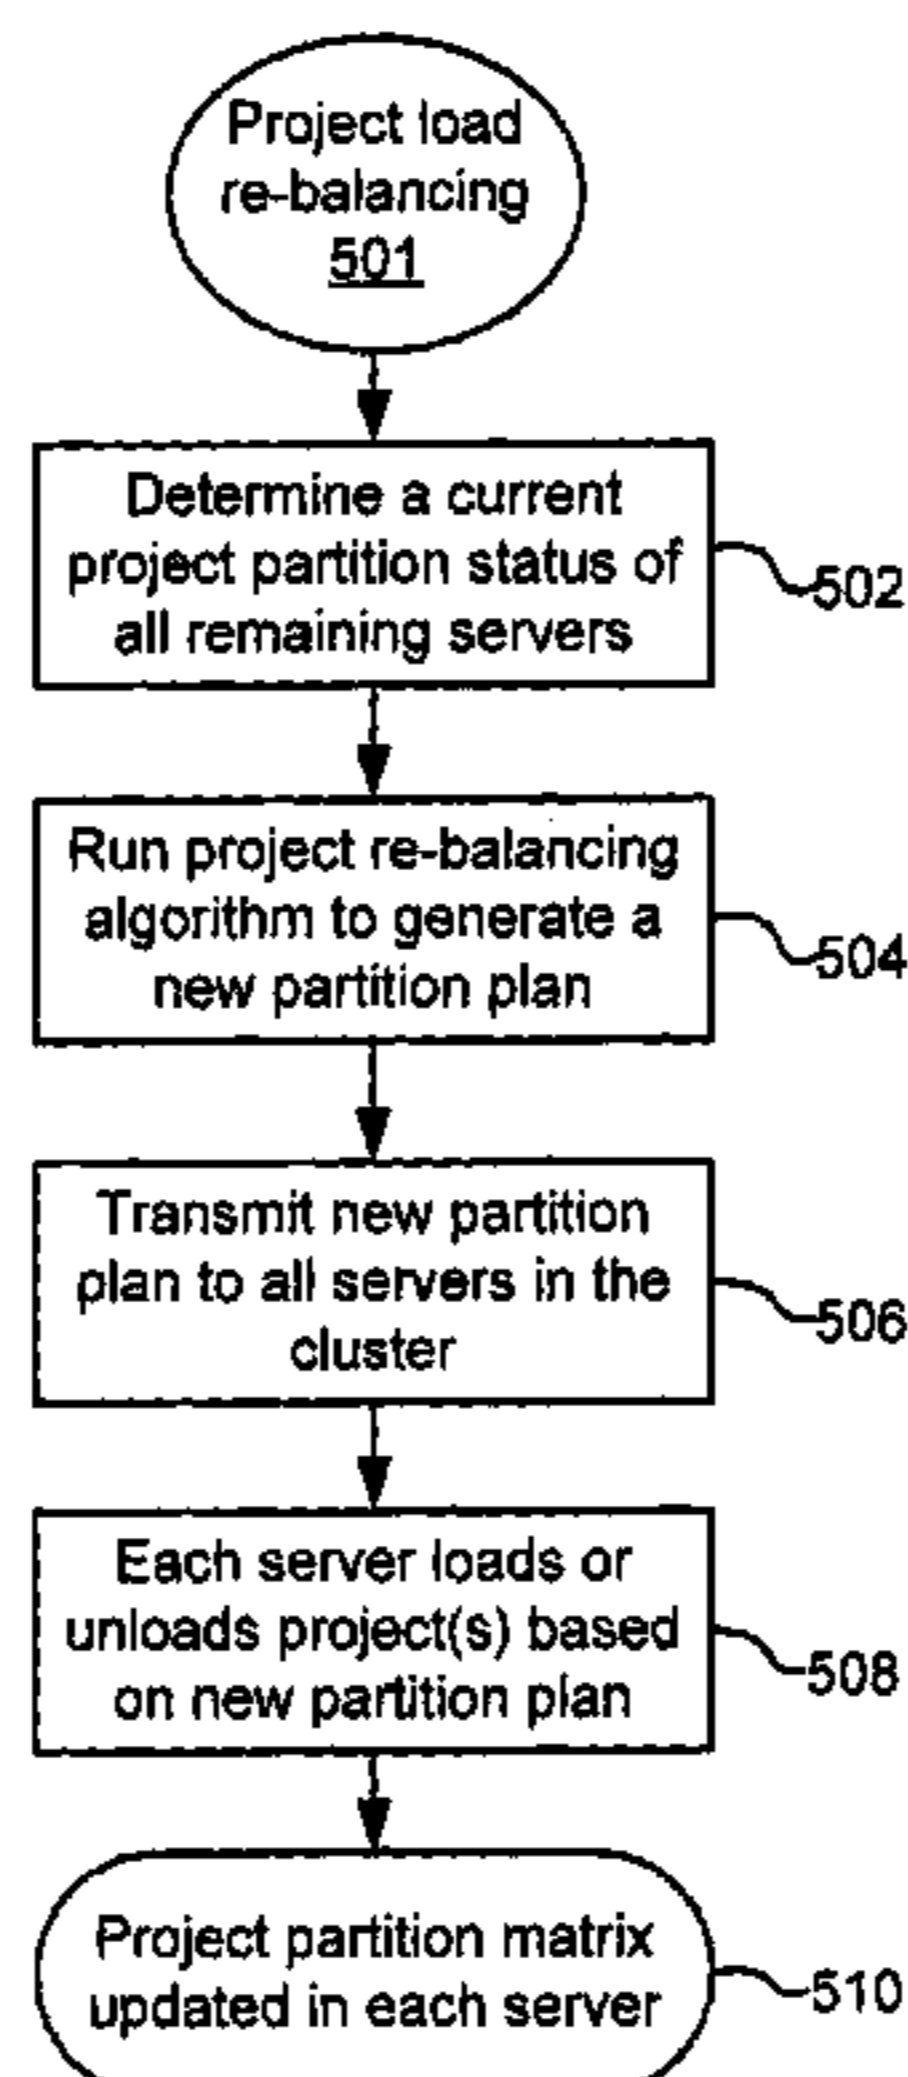 Project load
re-balancing
501
Determine a current
project partition status of
all remaining servers
502
Run project re-balancing
algorithm to generate a
new partition plan
504
Transmit new partition
plan to all servers in the
cluster
506
Each server loads or
unloads project(s) based
on new partition plan
508
Project partition matrix
updated in each server
510